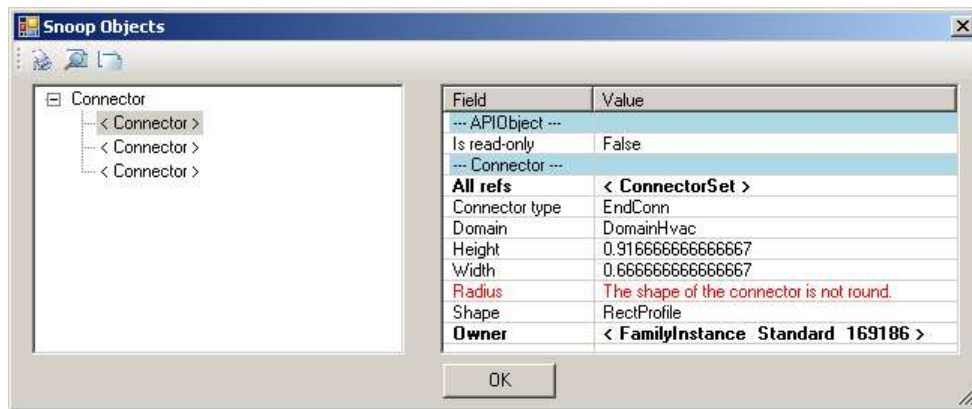 Snoop Objects
Connector
< Connector >
< Connector >
< Connector >
Field Value
--- APIObject ---
Is read-only False
--- Connector ---
All refs < ConnectorSet >
Connector type EndConn
Domain DomainHvac
Height 0.916666666666667
Width 0.666666666666667
Radius The shape of the connector is not round.
Shape RectProfile
Owner < FamilyInstance Standard 169186 >
OK